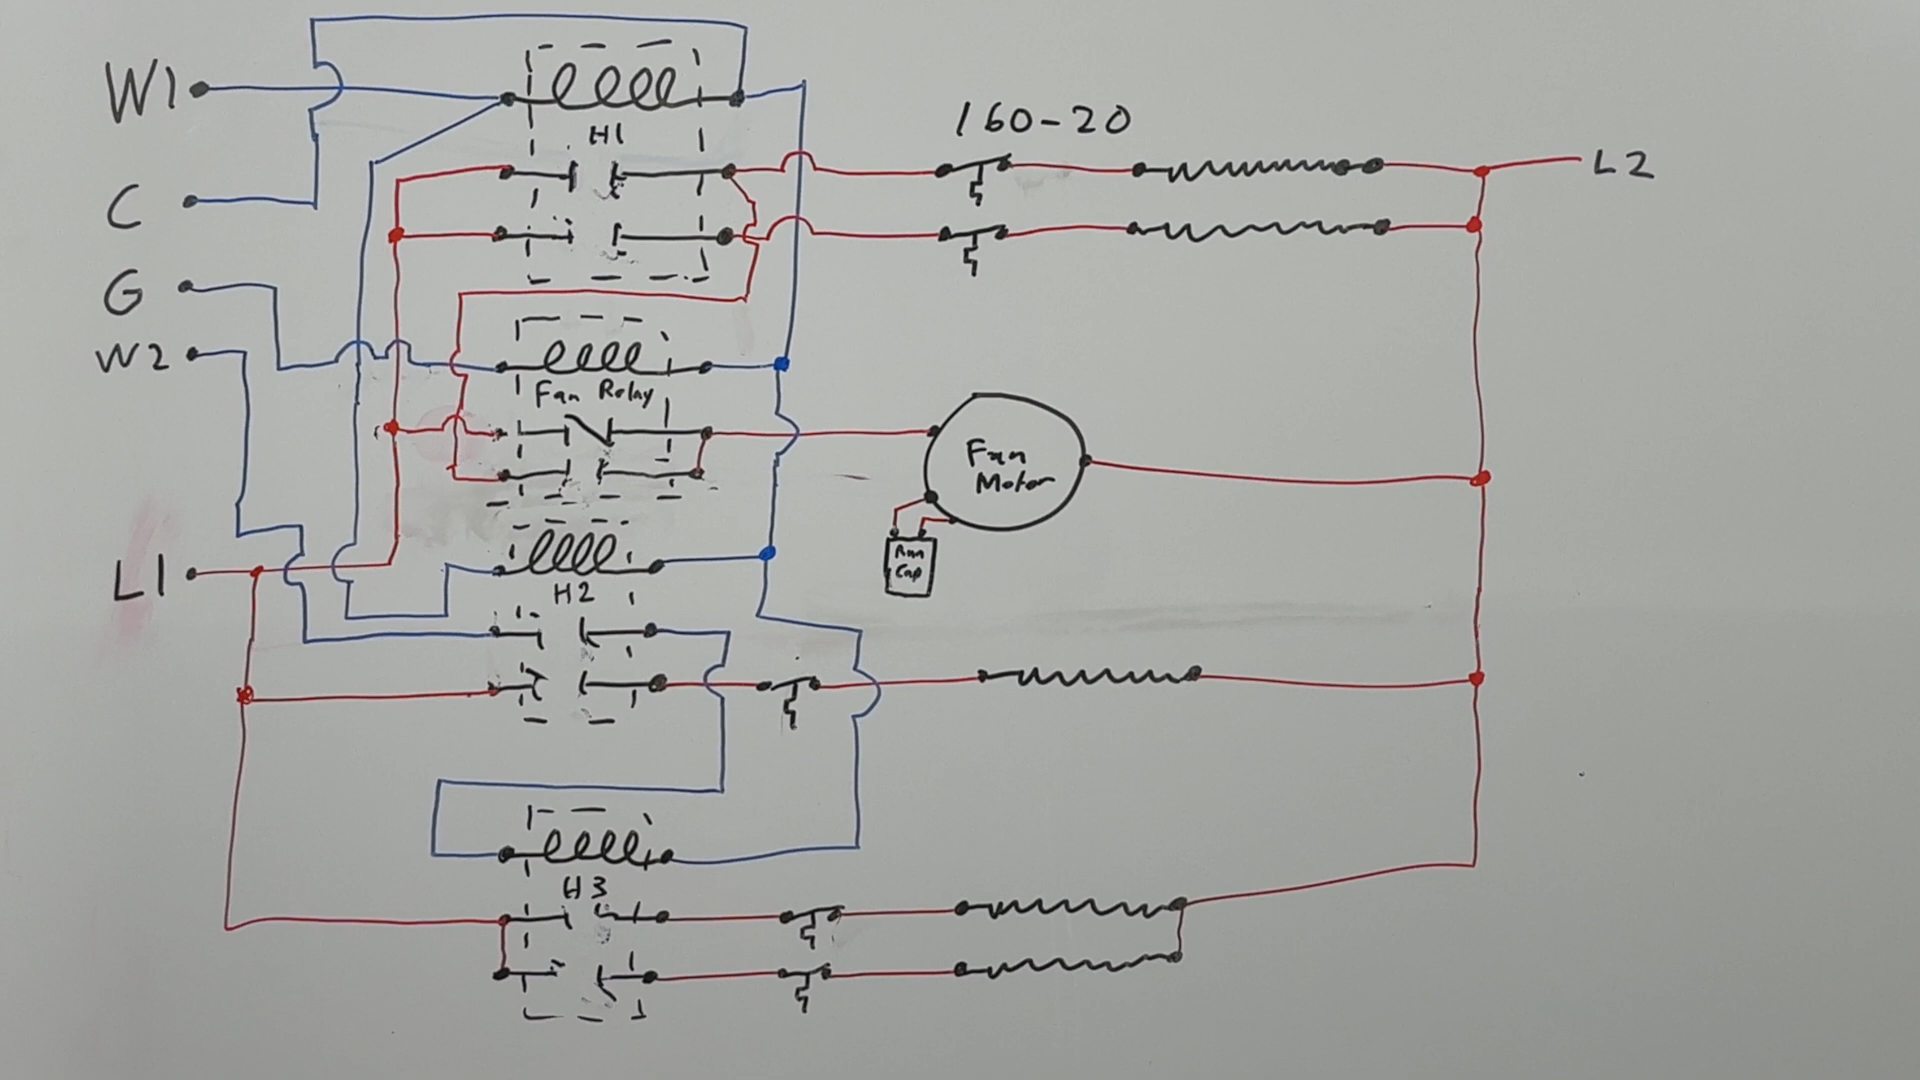 W1
H1
160-20
L2
C
G
W2
Fan Relay
Fan
Motor
Run
Cap
L1
H2
H3